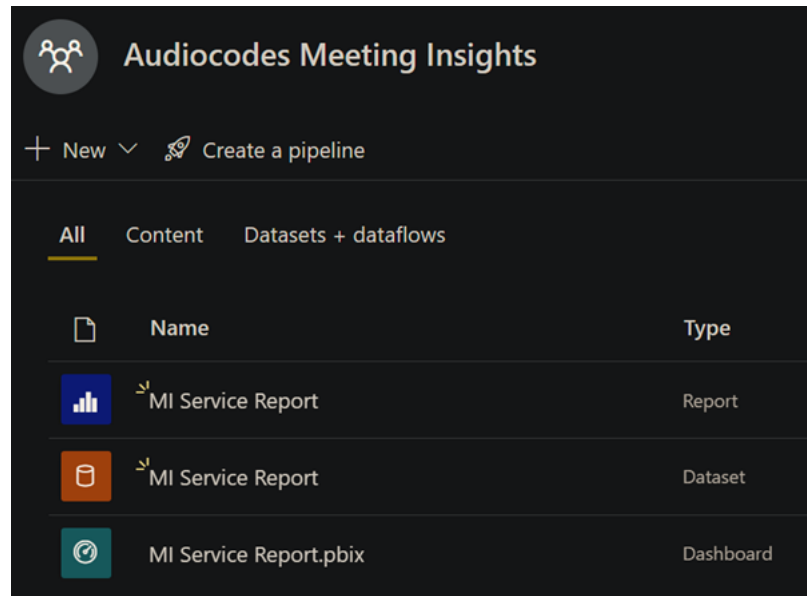 Audiocodes Meeting Insights
New Create a pipeline
All Content Datasets + dataflows
Name Type
MI Service Report Report
MI Service Report Dataset
MI Service Report.pbix Dashboard